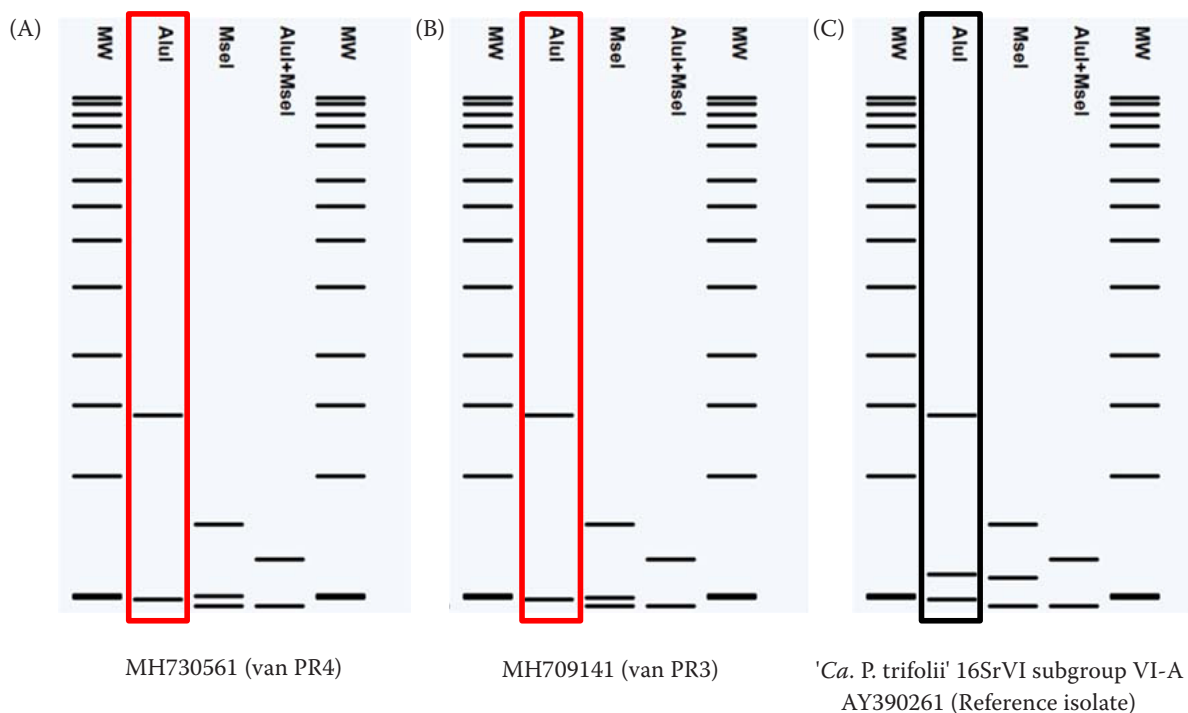 (A)
MW
AluI
MseI
AluI+MseI
MW
(B)
MW
AluI
MseI
AluI+MseI
MW
(C)
MW
AluI
MseI
AluI+MseI
MW
MH730561 (van PR4)
MH709141 (van PR3)
'Ca. P. trifolii' 16SrVI subgroup VI-A
AY390261 (Reference isolate)